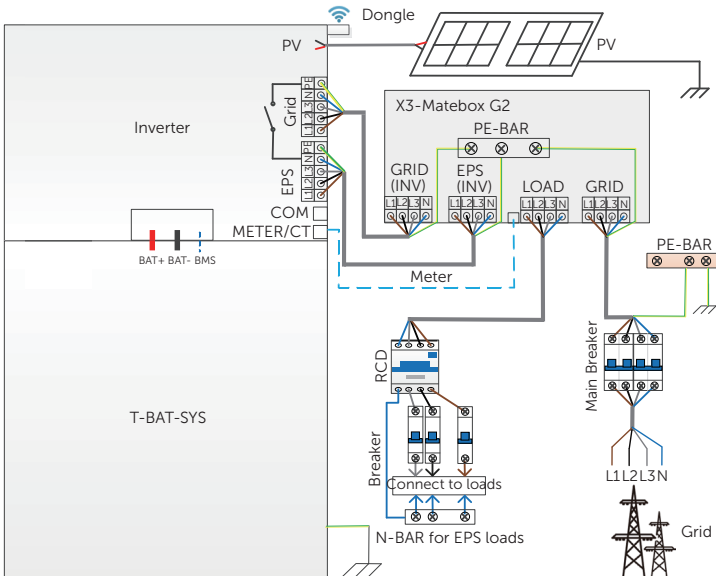 Dongle
PV
PV
X3-Matebox G2
PE-BAR
Inverter
Grid
L1 L2 L3 N PE
EPS
L1 L2 L3 N PE
GRID
(INV)
EPS
(INV)
LOAD
GRID
L1 L2 L3 N
L1 L2 L3 N
L1 L2 L3 N
L1 L2 L3 N
COM
METER/CT
PE-BAR
BAT+ BAT- BMS
Meter
RCD
Main Breaker
T-BAT-SYS
Breaker
Connect to loads
L1 L2 L3 N
N-BAR for EPS loads
Grid